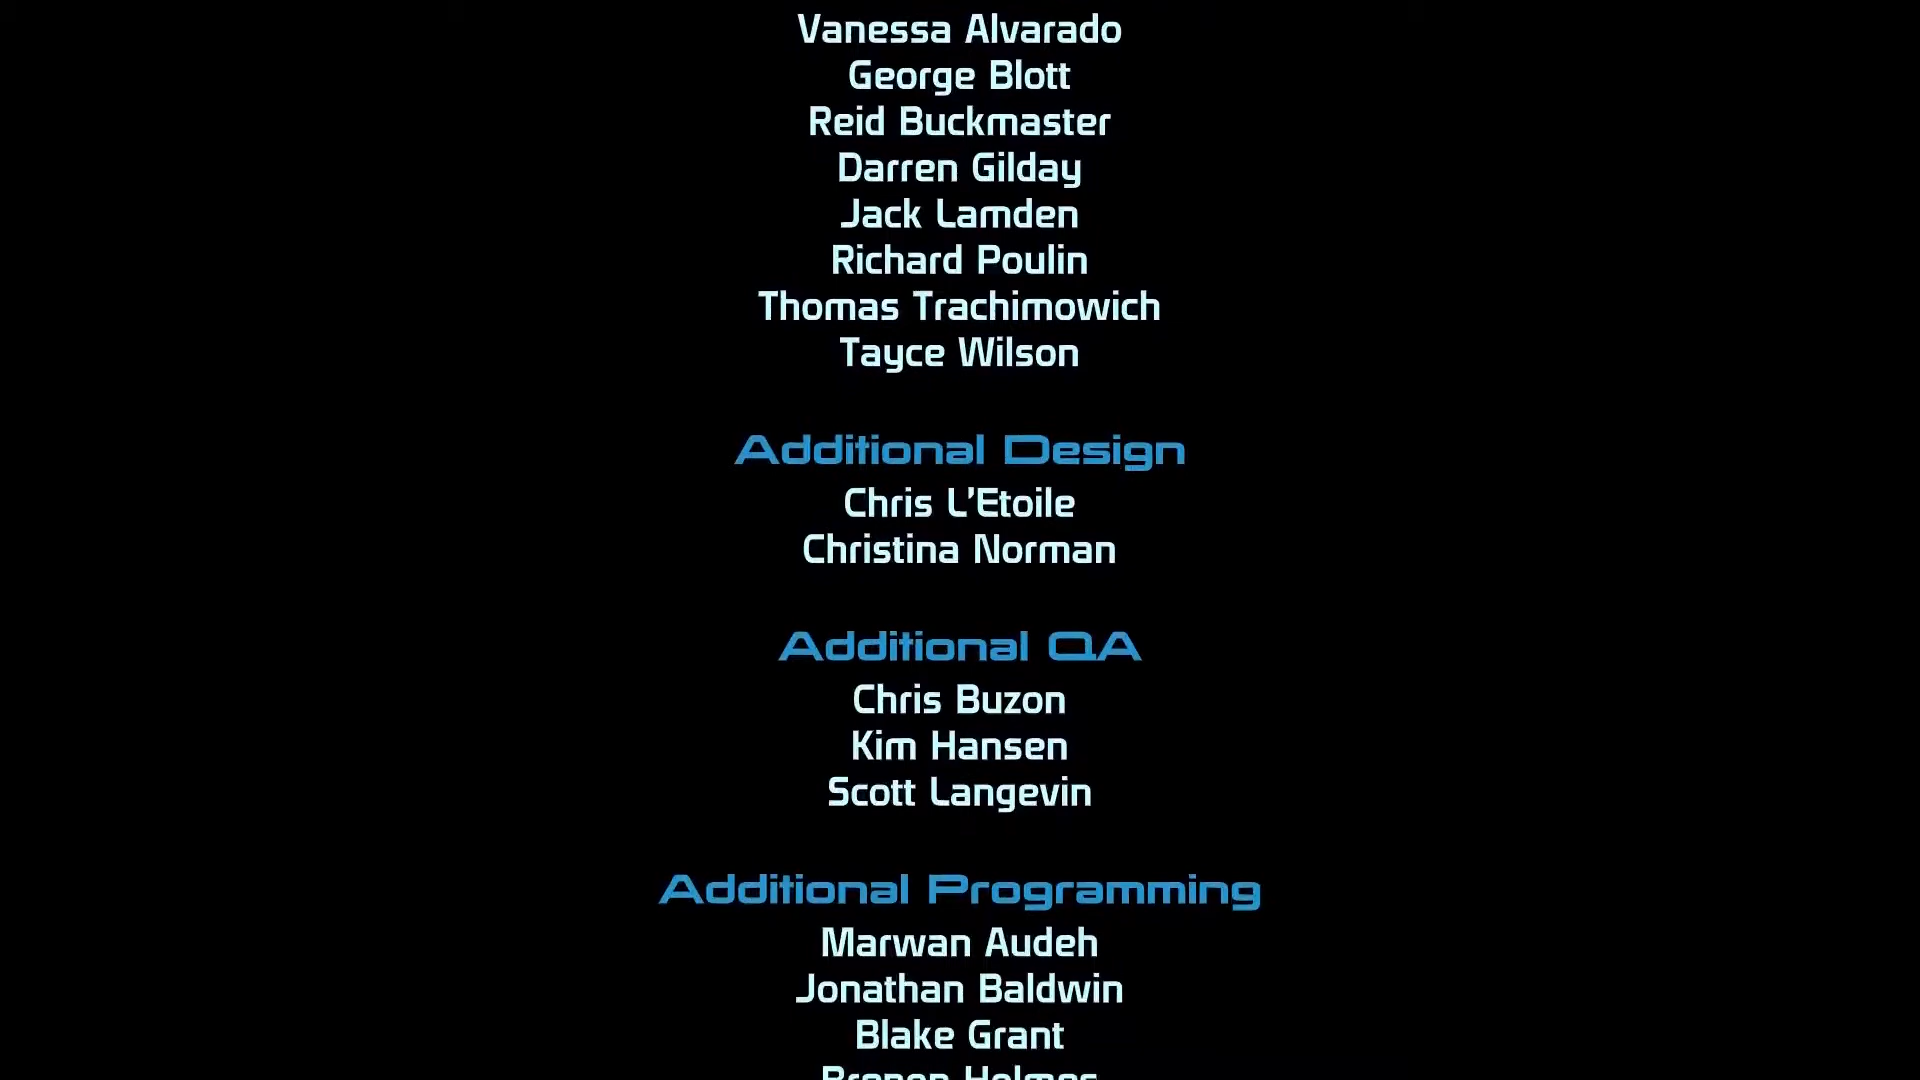 Vanessa Alvarado
George Blott
Reid Buckmaster
Darren Gilday
Jack Lamden
Richard Poulin
Thomas Trachimowich
Tayce Wilson
Additional Design
Chris L'Etoile
Christina Norman
Additional QA
Chris Buzon
Kim Hansen
Scott Langevin
Additional Programming
Marwan Audeh
Jonathan Baldwin
Blake Grant